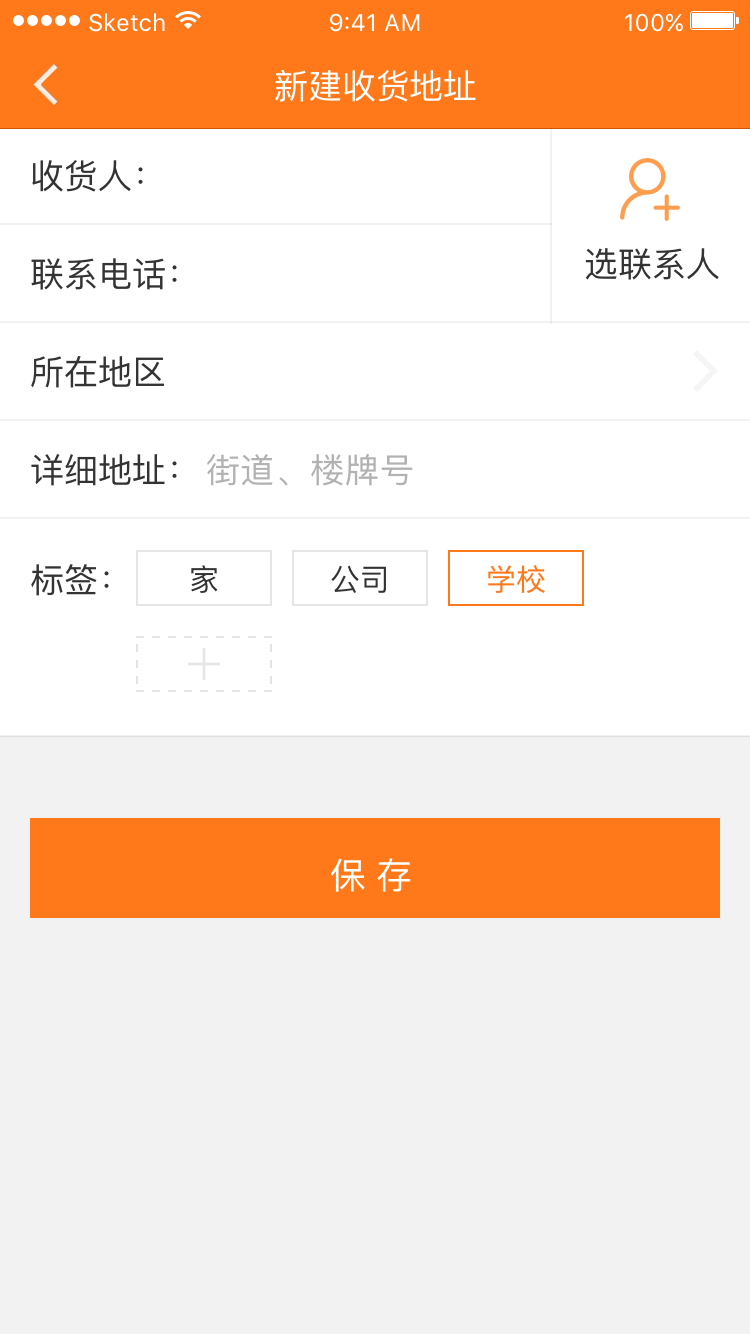 Sketch 9:41 AM 100%
新建收货地址
收货人：
联系电话：
选联系人
所在地区
详细地址： 街道、楼牌号
标签： 家 公司 学校
保存